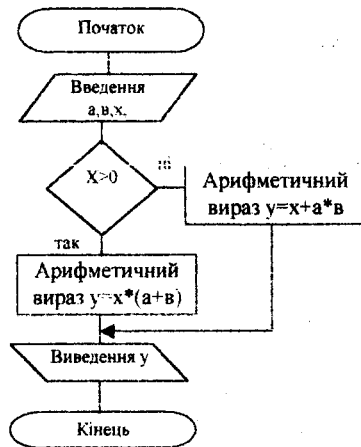 Початок
Введення
а,в,х.
X>0
ні
Арифметичний
вираз у=х+а*в
так
Арифметичний
вираз у=х*(а+в)
Виведення у
Кінець